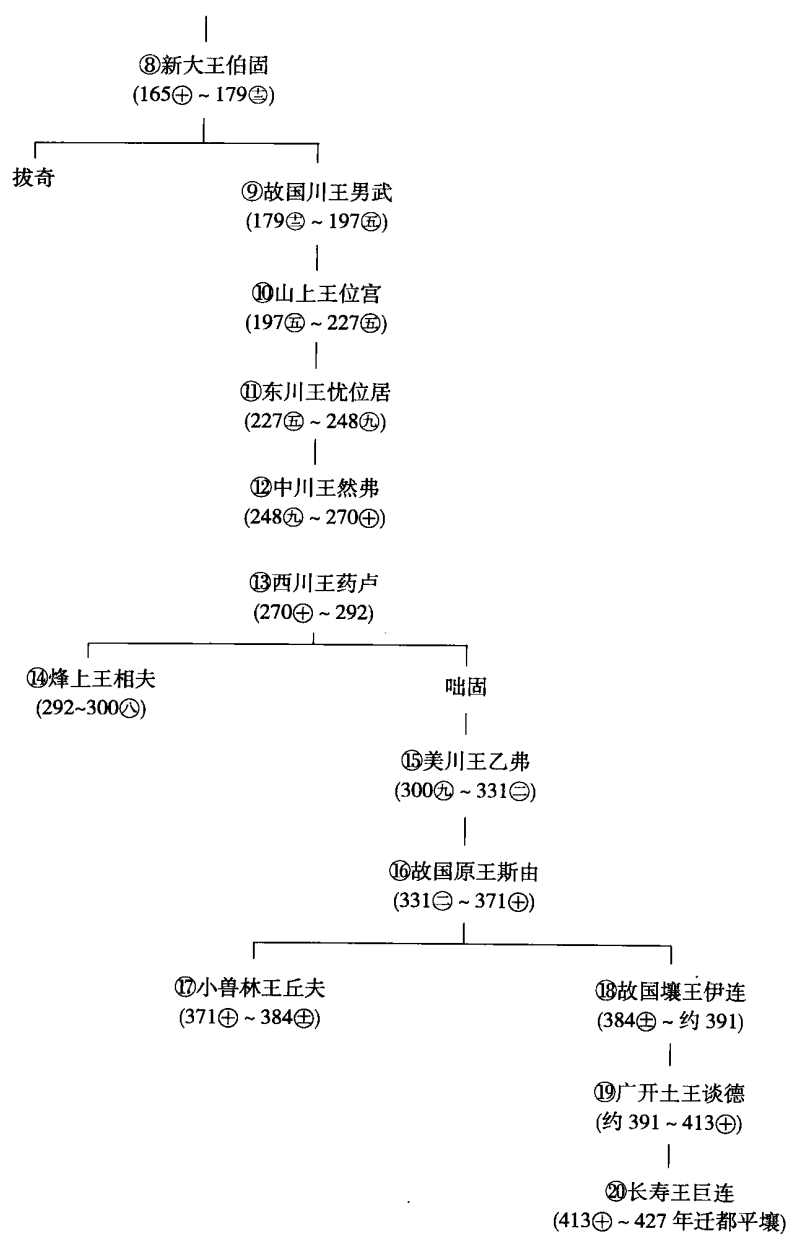 ⑧新大王伯固
(165㊉~179十二)
拔奇
⑨故国川王男武
(179十二~197㊄)
⑩山上王位宫
(197㊄~227㊄)
⑪东川王忧位居
(227㊄~248㊈)
⑫中川王然弗
(248㊈~270㊉)
⑬西川王药卢
(270㊉~292)
⑭烽上王相夫
(292~300㊇)
咄固
⑮美川王乙弗
(300㊈~331㊁)
⑯故国原王斯由
(331㊁~371㊉)
⑰小兽林王丘夫
(371㊉~384十一)
⑱故国壤王伊连
(384十一~约 391)
⑲广开土王谈德
(约 391~413㊉)
⑳长寿王巨连
(413㊉~427 年迁都平壤)